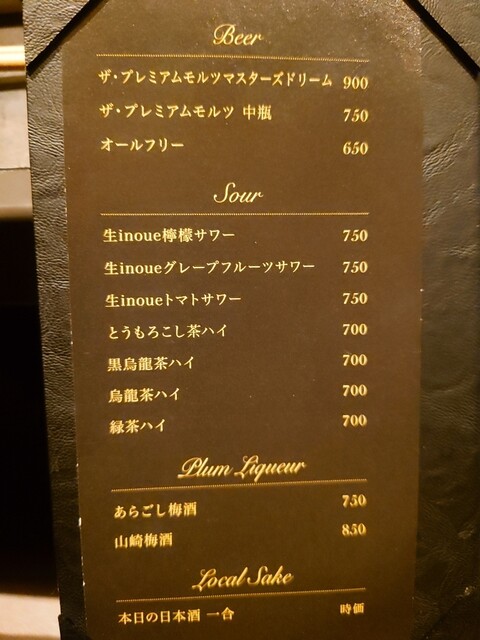 Beer
ザ・プレミアムモルツマスターズドリーム 900
ザ・プレミアムモルツ 中瓶 750
オールフリー 650
Sour
生inoue檸檬サワー 750
生inoueグレープフルーツサワー 750
生inoueトマトサワー 750
とうもろこし茶ハイ 700
黒烏龍茶ハイ 700
烏龍茶ハイ 700
緑茶ハイ 700
Plum Liqueur
あらごし梅酒 750
山崎梅酒 850
Local Sake
本日の日本酒 一合 時価